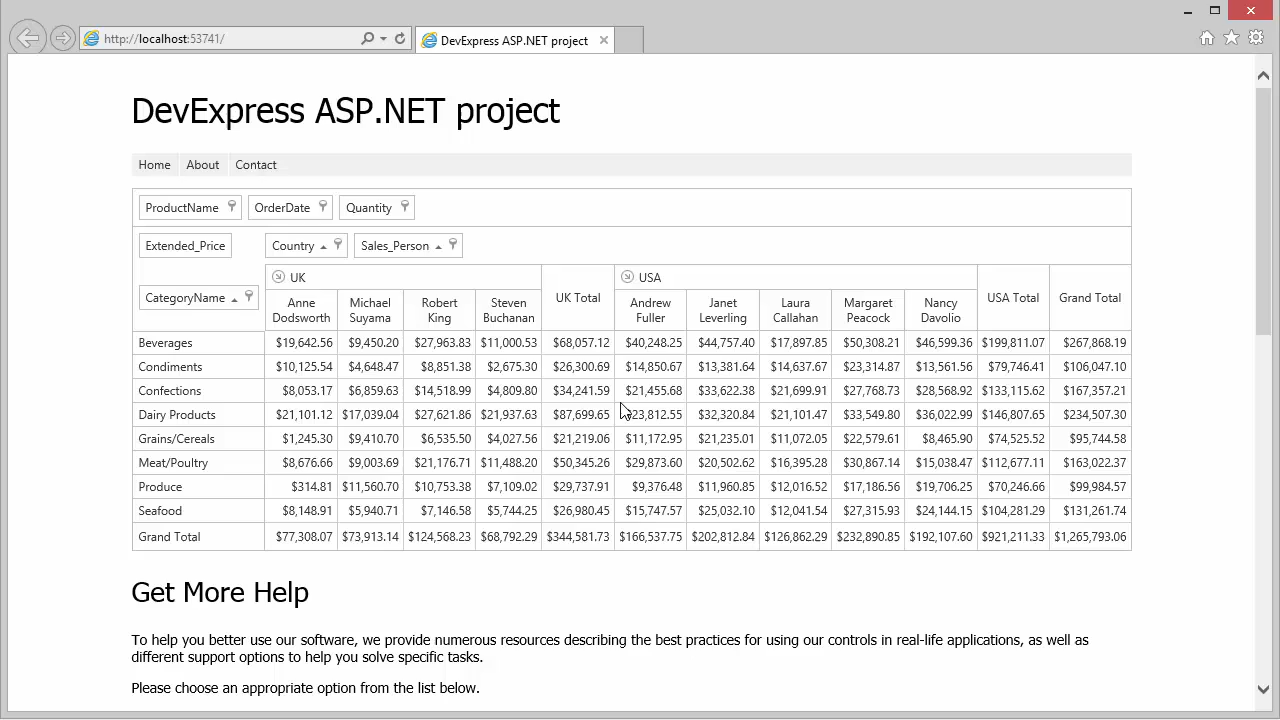 http://localhost:53741/
DevExpress ASP.NET project
DevExpress ASP.NET project
Home About Contact
ProductName OrderDate Quantity
Extended_Price Country Sales_Person
UK USA
CategoryName Anne Dodsworth Michael Suyama Robert King Steven Buchanan UK Total Andrew Fuller Janet Leverling Laura Callahan Margaret Peacock Nancy Davolio USA Total Grand Total
Beverages $19,642.56 $9,450.20 $27,963.83 $11,000.53 $68,057.12 $40,248.25 $44,757.40 $17,897.85 $50,308.21 $46,599.36 $199,811.07 $267,868.19
Condiments $10,125.54 $4,648.47 $8,851.38 $2,675.30 $26,300.69 $14,850.67 $13,381.64 $14,637.67 $23,314.87 $13,561.56 $79,746.41 $106,047.10
Confections $8,053.17 $6,859.63 $14,518.99 $4,809.80 $34,241.59 $21,455.68 $33,622.38 $21,699.91 $27,768.73 $28,568.92 $133,115.62 $167,357.21
Dairy Products $21,101.12 $17,039.04 $27,621.86 $21,937.63 $87,699.65 $23,812.55 $32,320.84 $21,101.47 $33,549.80 $36,022.99 $146,807.65 $234,507.30
Grains/Cereals $1,245.30 $9,410.70 $6,535.50 $4,027.56 $21,219.06 $11,172.95 $21,235.01 $11,072.05 $22,579.61 $8,465.90 $74,525.52 $95,744.58
Meat/Poultry $8,676.66 $9,003.69 $21,176.71 $11,488.20 $50,345.26 $29,873.60 $20,502.62 $16,395.28 $30,867.14 $15,038.47 $112,677.11 $163,022.37
Produce $314.81 $11,560.70 $10,753.38 $7,109.02 $29,737.91 $9,376.48 $11,960.85 $12,016.52 $17,186.56 $19,706.25 $70,246.66 $99,984.57
Seafood $8,148.91 $5,940.71 $7,146.58 $5,744.25 $26,980.45 $15,747.57 $25,032.10 $12,041.54 $27,315.93 $24,144.15 $104,281.29 $131,261.74
Grand Total $77,308.07 $73,913.14 $124,568.23 $68,792.29 $344,581.73 $166,537.75 $202,812.84 $126,862.29 $232,890.85 $192,107.60 $921,211.33 $1,265,793.06
Get More Help
To help you better use our software, we provide numerous resources describing the best practices for using our controls in real-life applications, as well as
different support options to help you solve specific tasks.
Please choose an appropriate option from the list below.